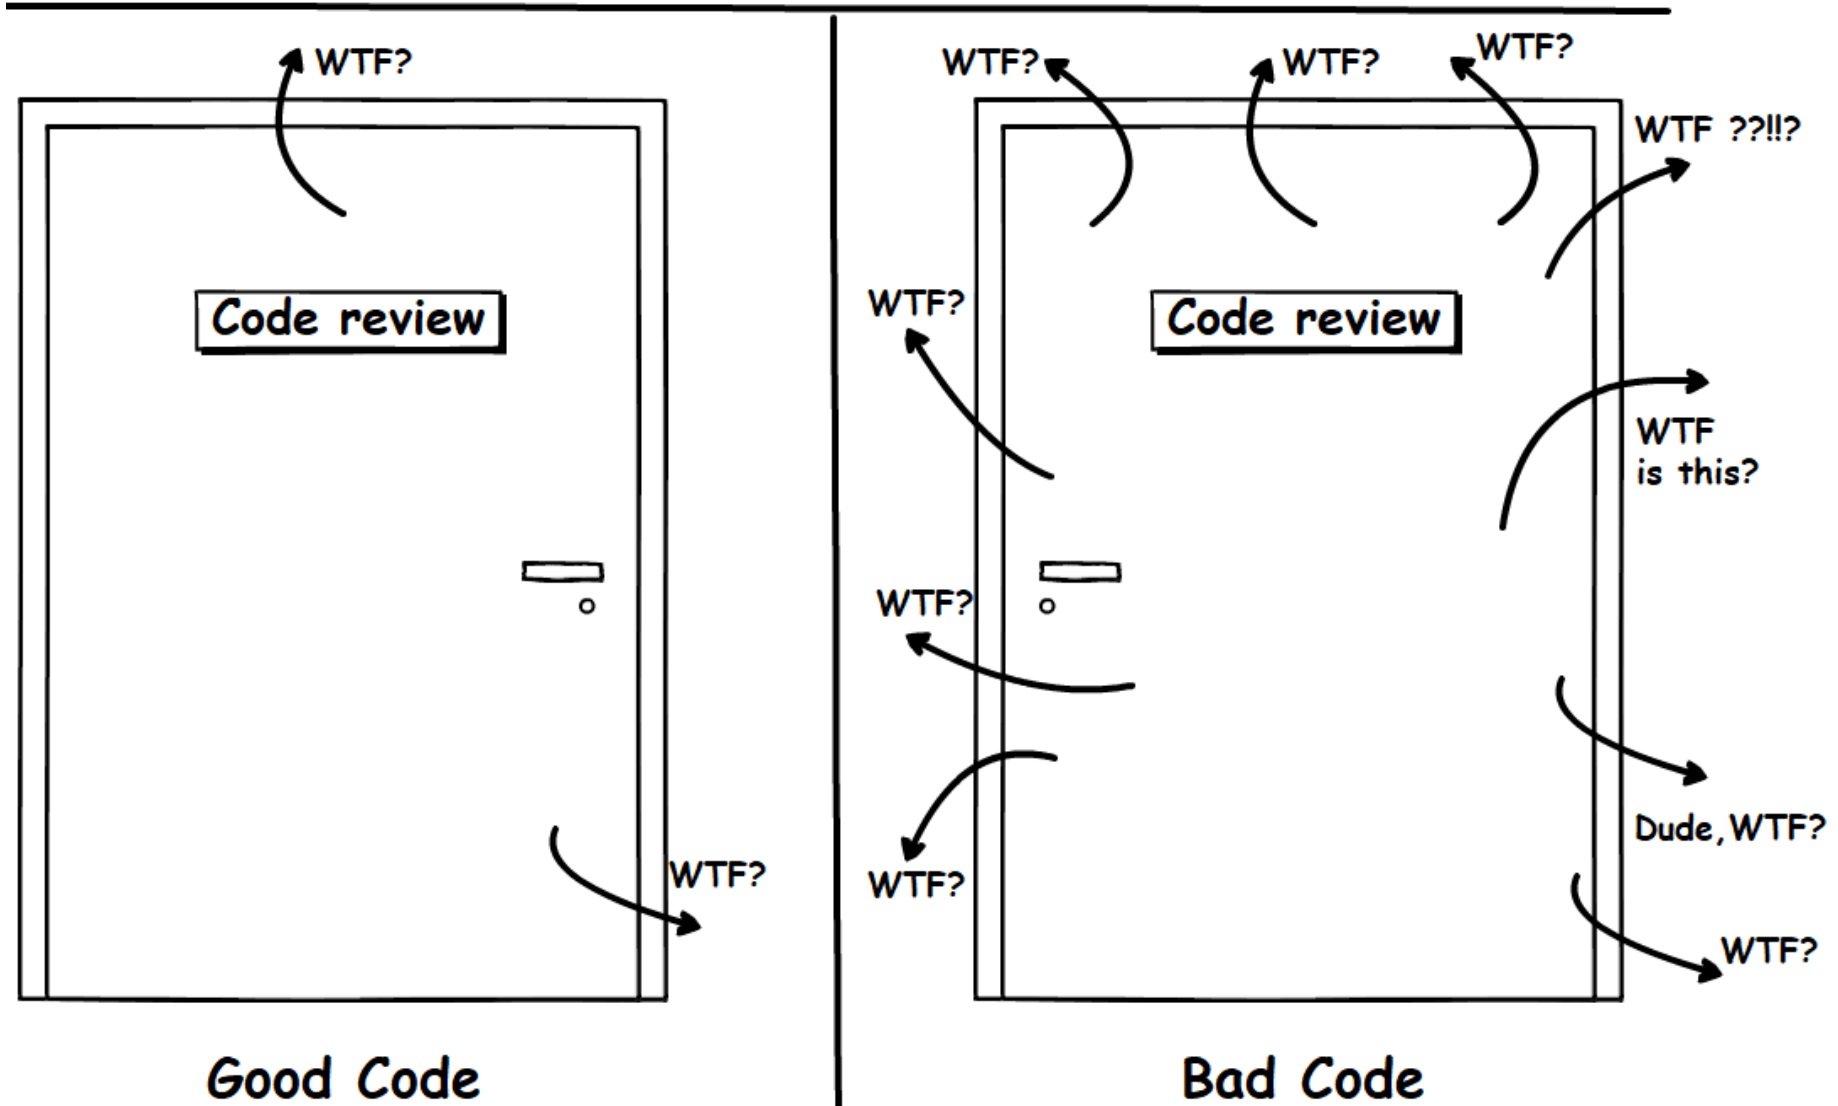 WTF?
Code review
WTF?
Good Code
WTF?
WTF?
WTF?
WTF ??!!?
WTF?
Code review
WTF
is this?
WTF?
Dude, WTF?
WTF?
WTF?
Bad Code